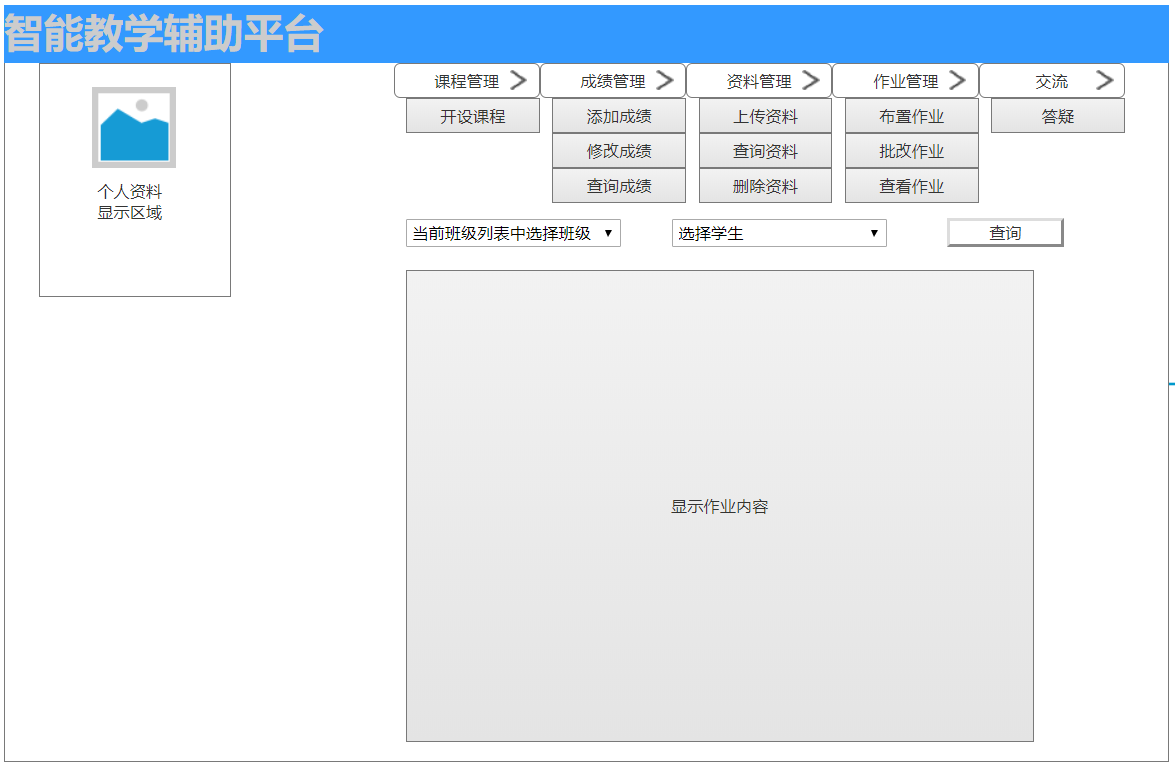 智能教学辅助平台
课程管理 成绩管理 资料管理 作业管理 交流
开设课程 添加成绩 上传资料 布置作业 答疑
修改成绩 查询资料 批改作业
查询成绩 删除资料 查看作业
个人资料
显示区域
当前班级列表中选择班级 选择学生 查询
显示作业内容